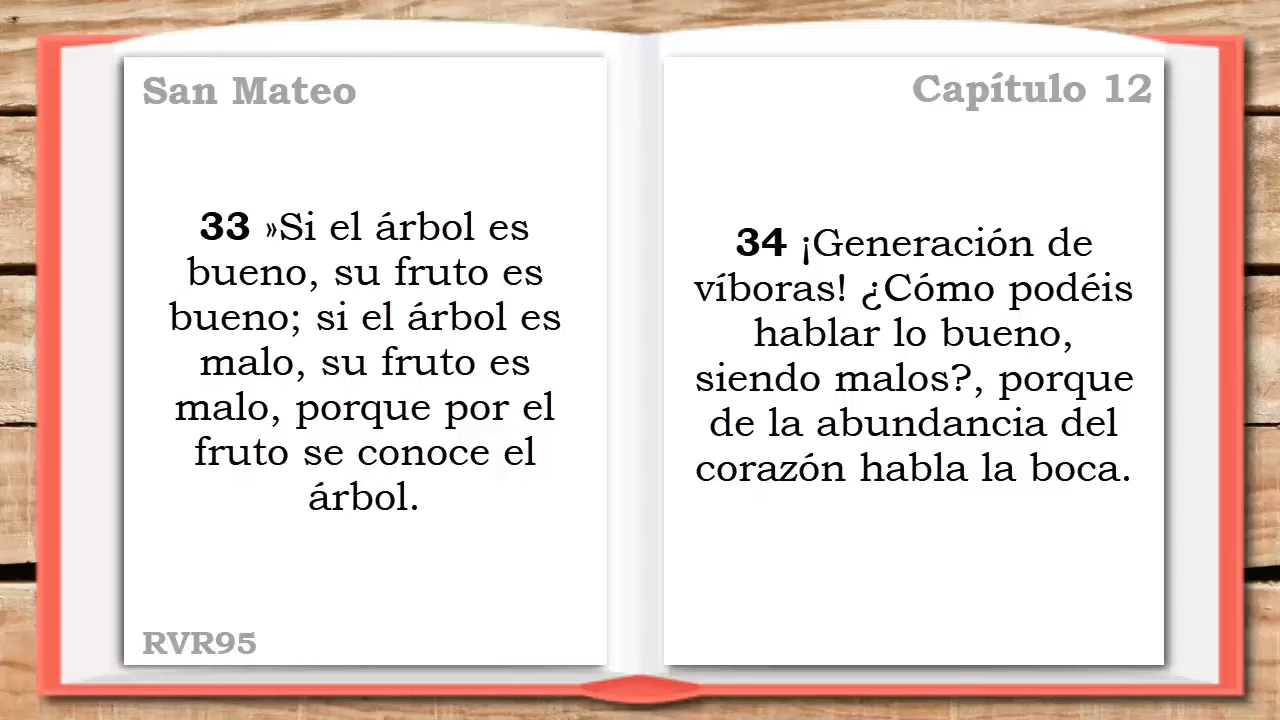 San Mateo
33 »Si el árbol es
bueno, su fruto es
bueno; si el árbol es
malo, su fruto es
malo, porque por el
fruto se conoce el
árbol.
RVR95
Capítulo 12
34 ¡Generación de
víboras! ¿Cómo podéis
hablar lo bueno,
siendo malos?, porque
de la abundancia del
corazón habla la boca.